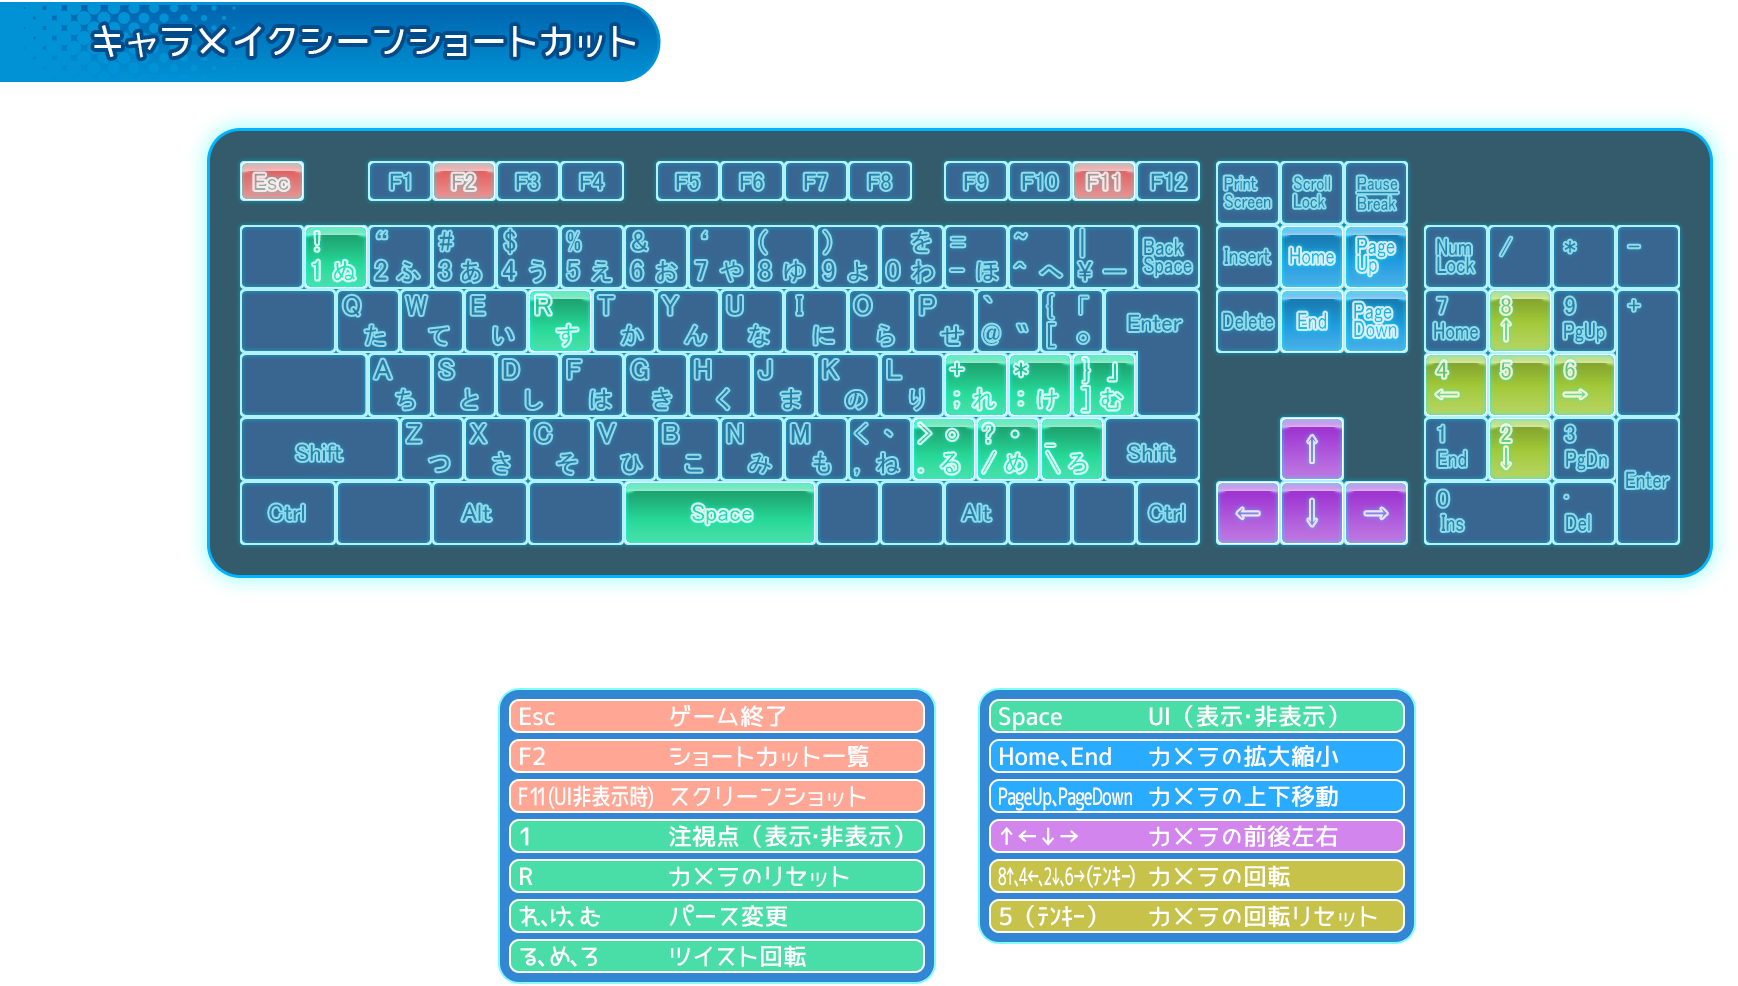 キャラメイクシーンショートカット
Esc F1 F2 F3 F4 F5 F6 F7 F8 F9 F10 F11 F12 Print Screen Scroll Lock Pause Break
! 1 ぬ “ 2 ふ # 3 あ $ 4 う % 5 え & 6 お ‘ 7 や ( 8 ゆ ) 9 よ を 0 わ = - ほ ~ ^ へ | ¥ ー Back Space Insert Home Page Up Num Lock / * -
Q た W て E い R す T か Y ん U な I に O ら P せ ` @ 〝 { 「 [ 。 Enter Delete End Page Down 7 Home 8 ↑ 9 PgUp +
A ち S と D し F は G き H く J ま K の L り + ; れ * : け } 」 ] む 4 ← 5 6 →
Shift Z つ X さ C そ V ひ B こ N み M も く 、 , ね > 。 . る ? ・ / め _ \ ろ Shift ↑ 1 End 2 ↓ 3 PgDn Enter
Ctrl Alt Space Alt Ctrl ← ↓ → 0 Ins . Del
Esc ゲーム終了
F2 ショートカット一覧
F11(UI非表示時) スクリーンショット
1 注視点（表示・非表示）
R カメラのリセット
れ、け、む パース変更
る、め、ろ ツイスト回転
Space UI（表示・非表示）
Home、End カメラの拡大縮小
PageUp、PageDown カメラの上下移動
↑←↓→ カメラの前後左右
8↑、4←、2↓、6→(ﾃﾝｷｰ) カメラの回転
5（ﾃﾝｷｰ） カメラの回転リセット